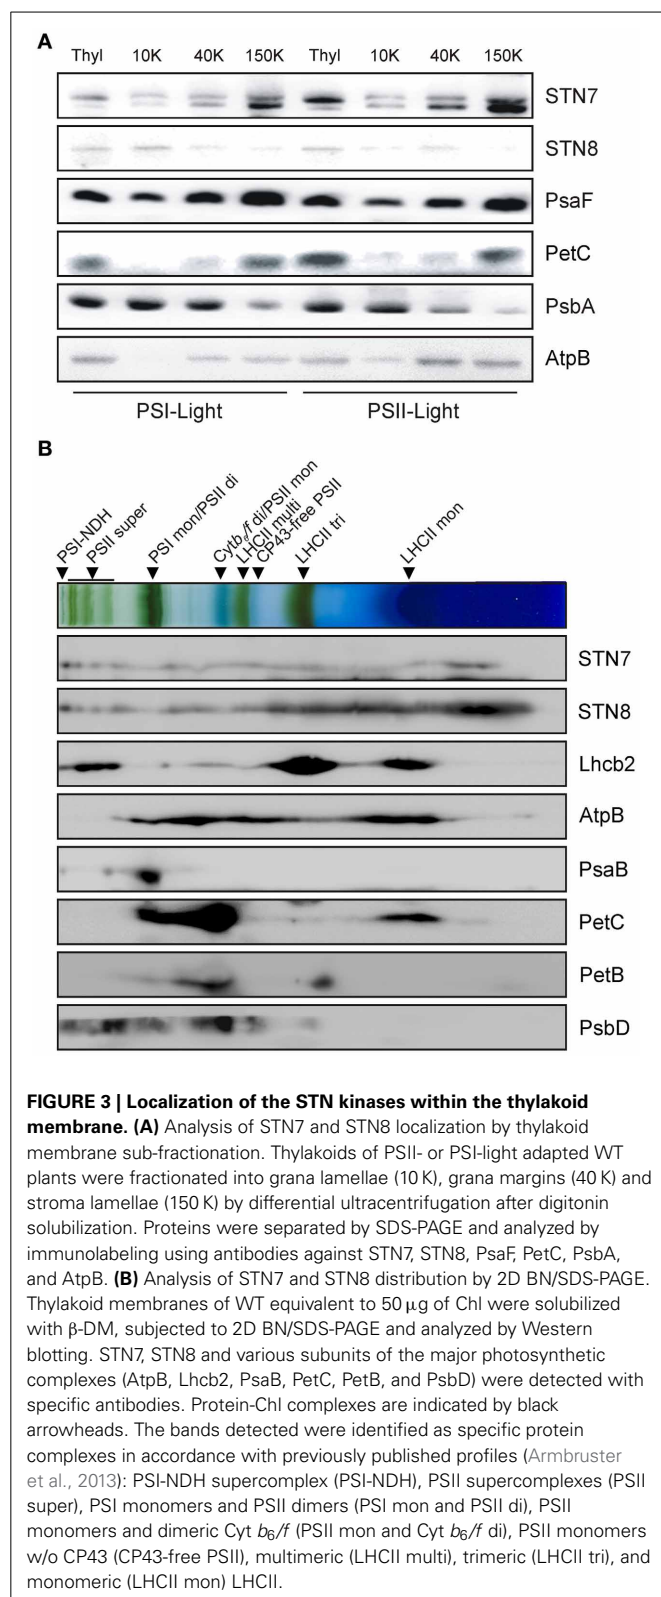 A
Thyl 10K 40K 150K Thyl 10K 40K 150K
STN7
STN8
PsaF
PetC
PsbA
AtpB
PSI-Light PSII-Light
B
PSI-NDH
PSII super
PSI mon/PSII di
Cytb₆/f di/PSII mon
LHCII multi
CP43-free PSII
LHCII tri
LHCII mon
STN7
STN8
Lhcb2
AtpB
PsaB
PetC
PetB
PsbD
FIGURE 3 | Localization of the STN kinases within the thylakoid
membrane. (A) Analysis of STN7 and STN8 localization by thylakoid
membrane sub-fractionation. Thylakoids of PSII- or PSI-light adapted WT
plants were fractionated into grana lamellae (10 K), grana margins (40 K) and
stroma lamellae (150 K) by differential ultracentrifugation after digitonin
solubilization. Proteins were separated by SDS-PAGE and analyzed by
immunolabeling using antibodies against STN7, STN8, PsaF, PetC, PsbA,
and AtpB. (B) Analysis of STN7 and STN8 distribution by 2D BN/SDS-PAGE.
Thylakoid membranes of WT equivalent to 50 μg of Chl were solubilized
with β-DM, subjected to 2D BN/SDS-PAGE and analyzed by Western
blotting. STN7, STN8 and various subunits of the major photosynthetic
complexes (AtpB, Lhcb2, PsaB, PetC, PetB, and PsbD) were detected with
specific antibodies. Protein-Chl complexes are indicated by black
arrowheads. The bands detected were identified as specific protein
complexes in accordance with previously published profiles (Armbruster
et al., 2013): PSI-NDH supercomplex (PSI-NDH), PSII supercomplexes (PSII
super), PSI monomers and PSII dimers (PSI mon and PSII di), PSII
monomers and dimeric Cyt b₆/f (PSII mon and Cyt b₆/f di), PSII monomers
w/o CP43 (CP43-free PSII), multimeric (LHCII multi), trimeric (LHCII tri), and
monomeric (LHCII mon) LHCII.